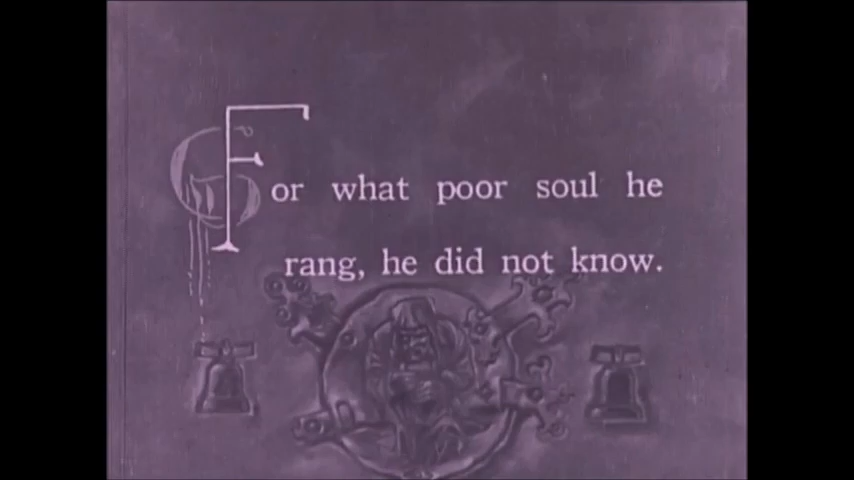 For what poor soul he
rang, he did not know.